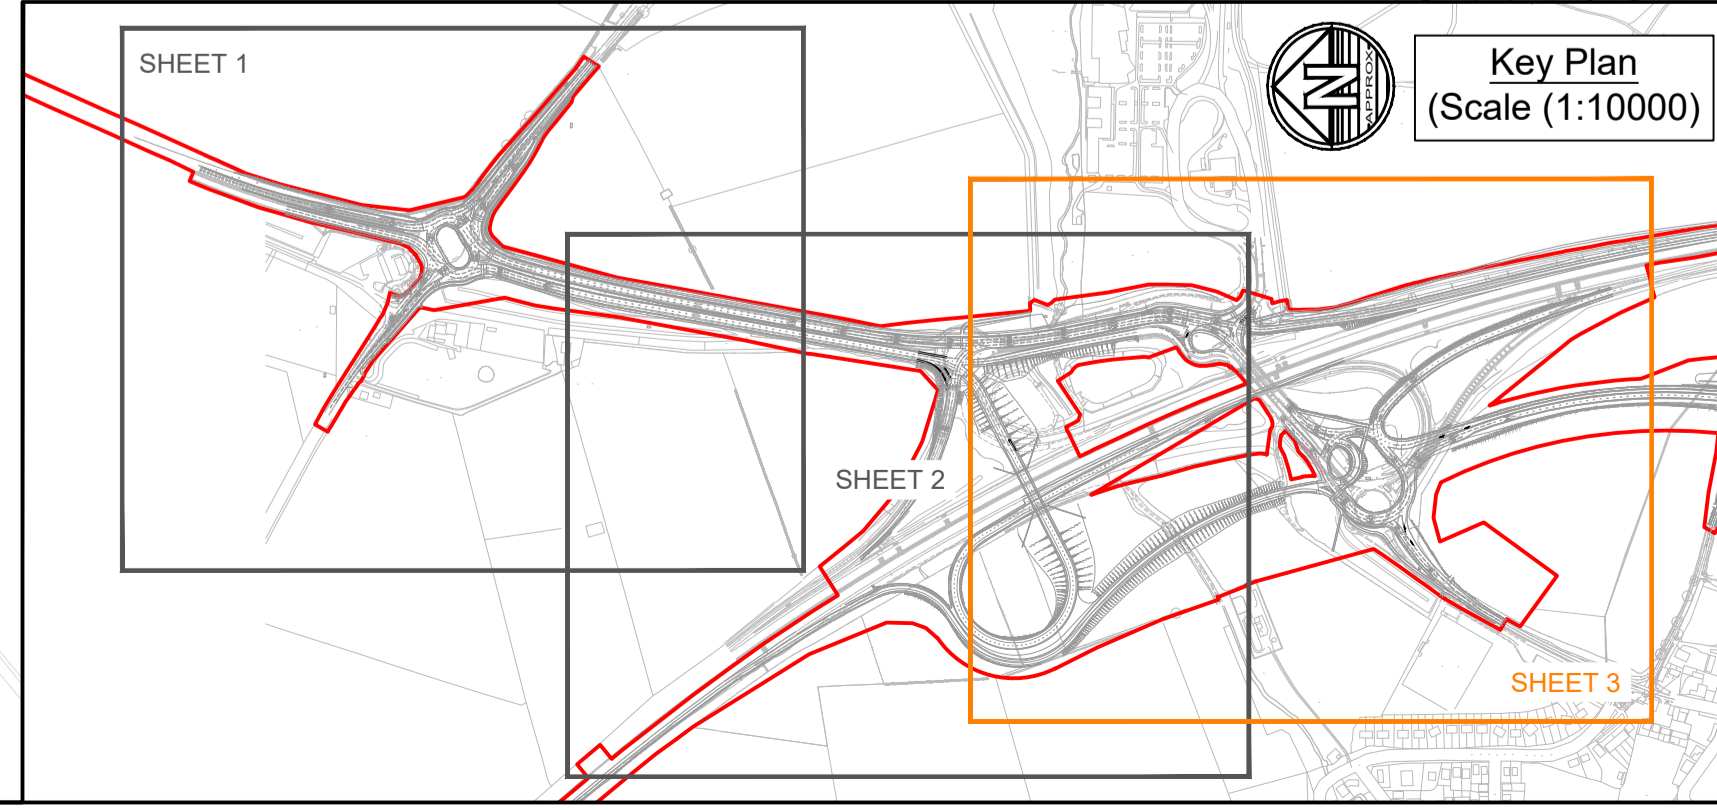 SHEET 1
N
APPROX
Key Plan
(Scale (1:10000)
SHEET 2
SHEET 3